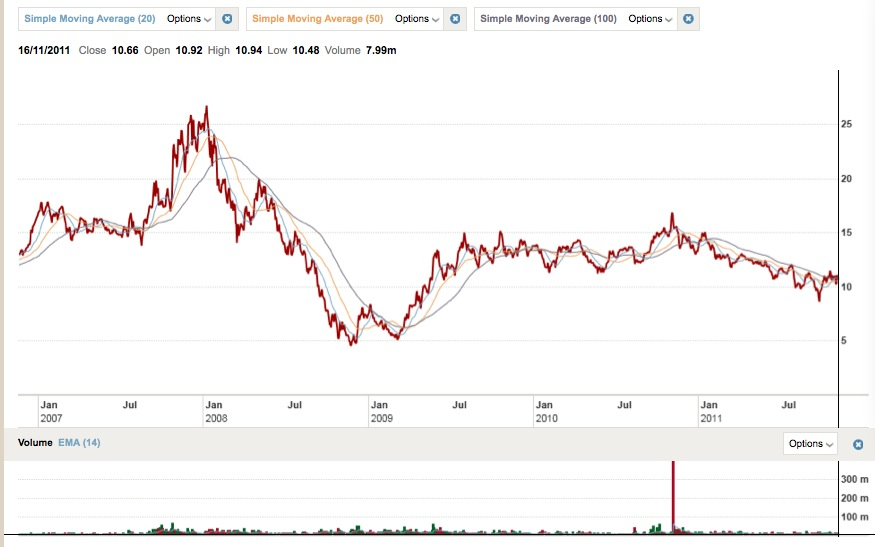 Simple Moving Average (20) Options Simple Moving Average (50) Options Simple Moving Average (100) Options
16/11/2011 Close 10.66 Open 10.92 High 10.94 Low 10.48 Volume 7.99m
25
20
15
10
5
Jan Jul Jan Jul Jan Jul Jan Jul Jan Jul
2007 2008 2009 2010 2011
Volume EMA (14) Options
300 m
200 m
100 m